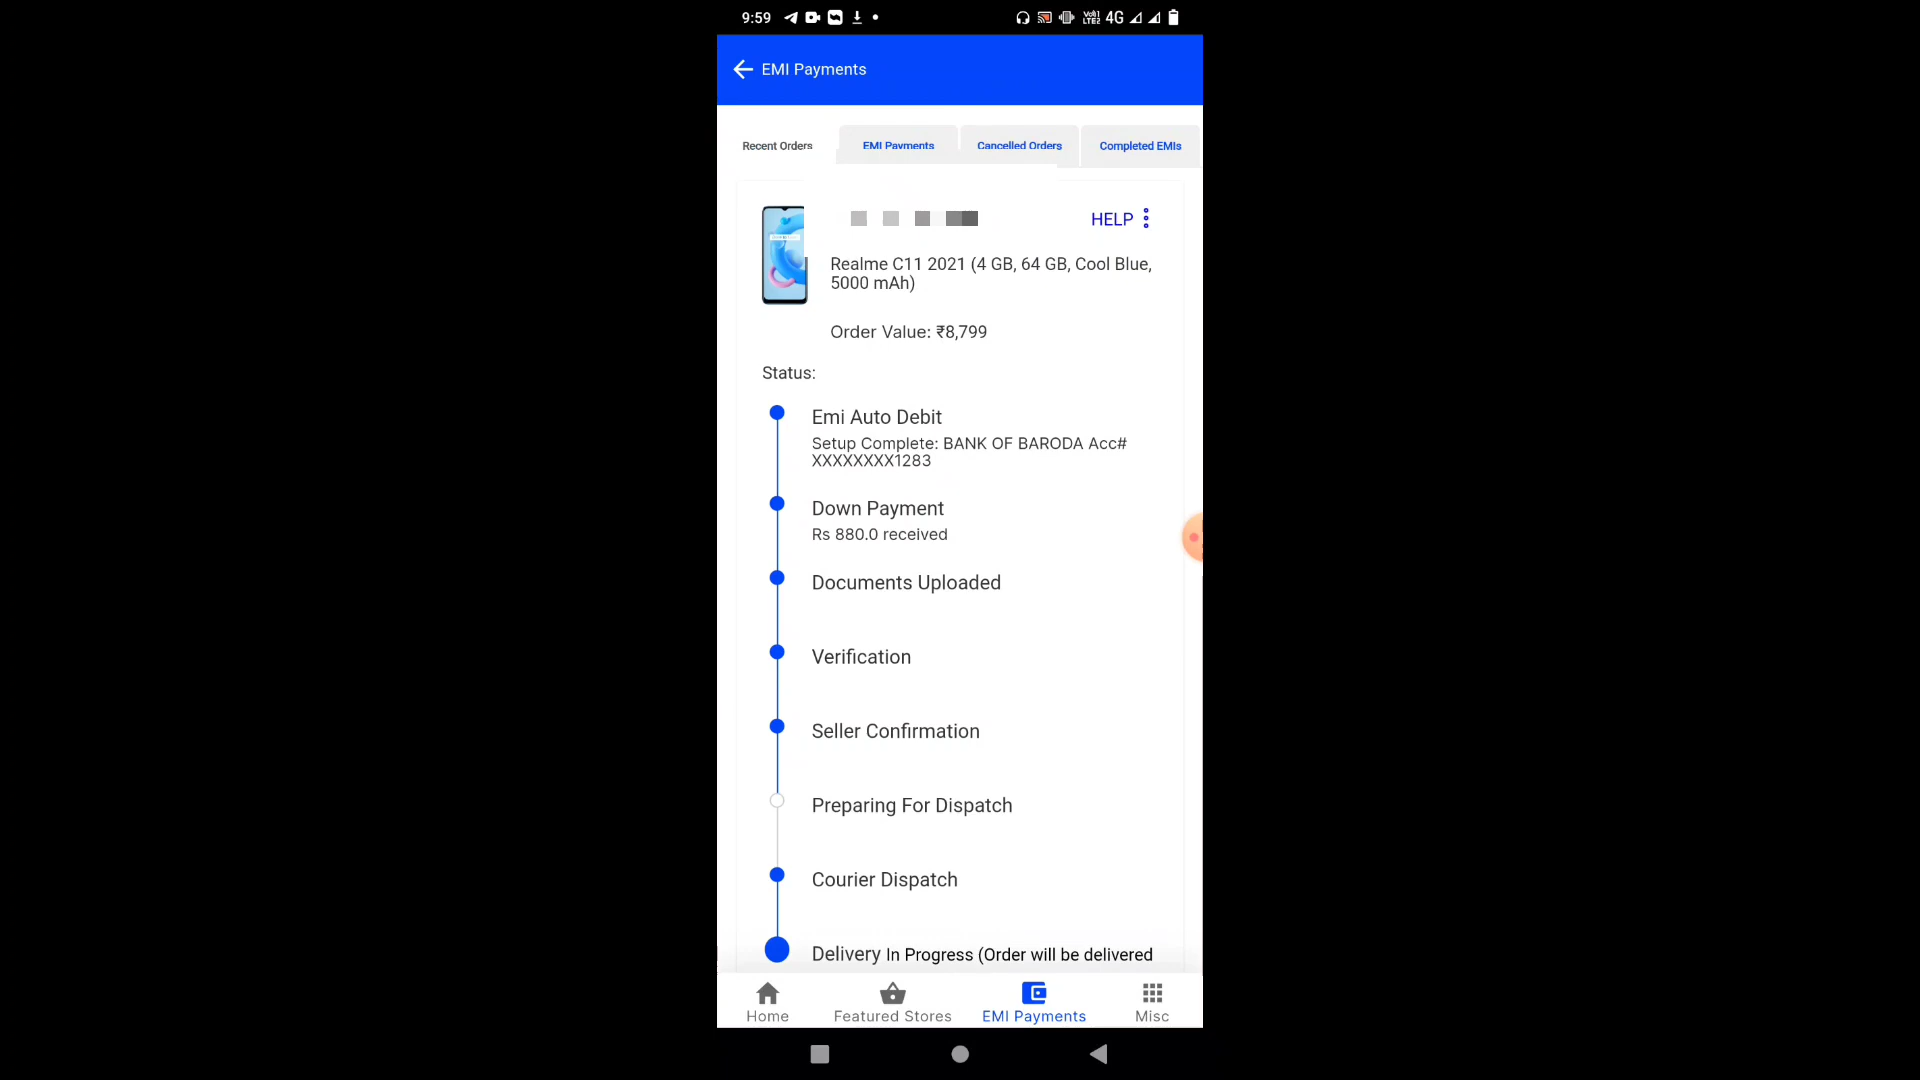 9:59
Vo)) LTE2 4G
EMI Payments
Recent Orders
EMI Payments
Cancelled Orders
Completed EMIs
HELP
Realme C11 2021 (4 GB, 64 GB, Cool Blue,
5000 mAh)
Order Value: ₹8,799
Status:
Emi Auto Debit
Setup Complete: BANK OF BARODA Acc#
XXXXXXXX1283
Down Payment
Rs 880.0 received
Documents Uploaded
Verification
Seller Confirmation
Preparing For Dispatch
Courier Dispatch
Delivery In Progress (Order will be delivered
Home
Featured Stores
EMI Payments
Misc